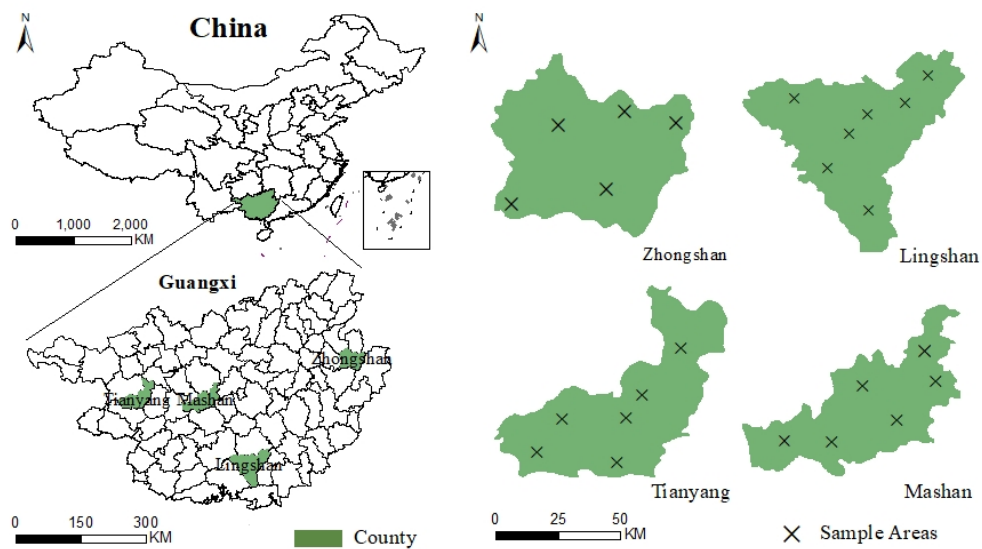 N
China
0 1,000 2,000
KM
Guangxi
Zhongshan
Tianyang Mashan
Lingshan
0 150 300
KM
County
N
Zhongshan
Lingshan
Tianyang
Mashan
0 25 50
KM
Sample Areas